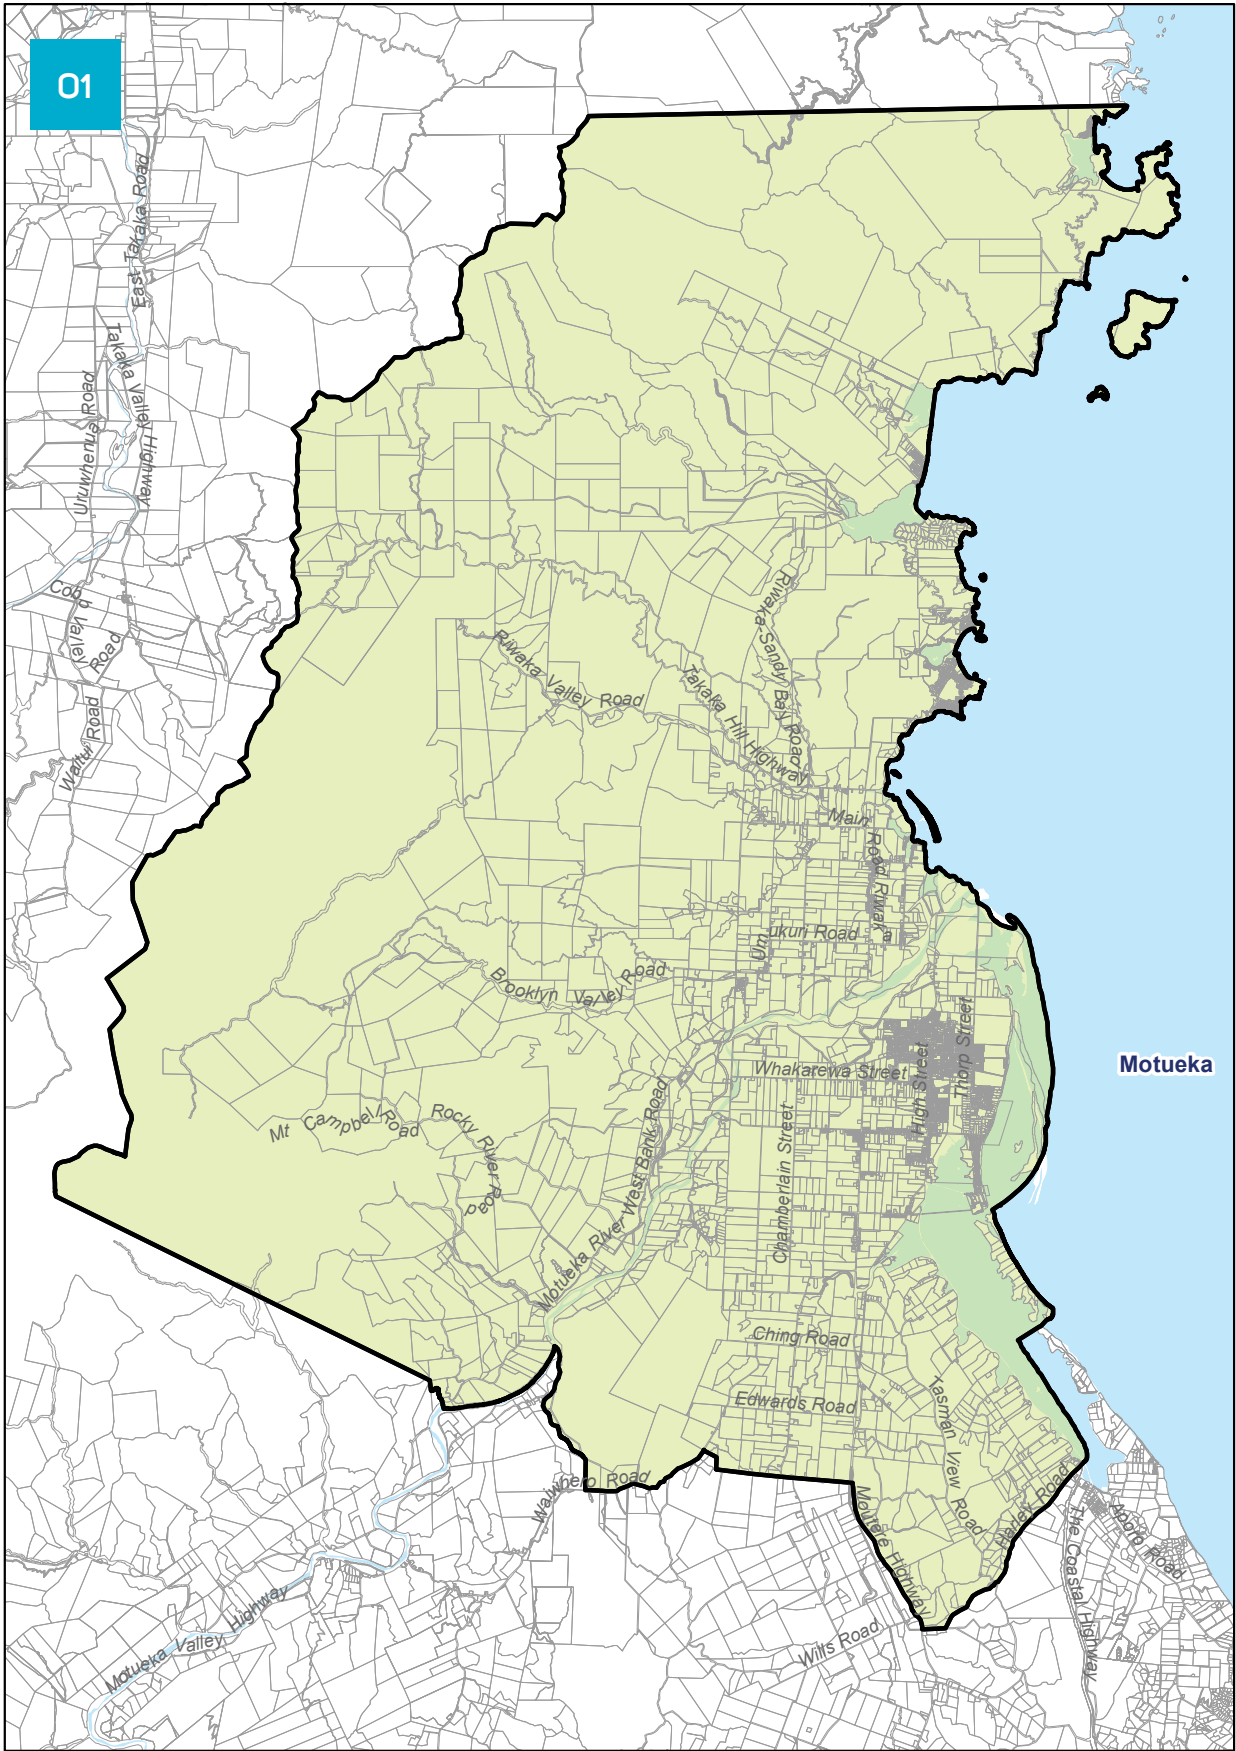 01
East Takaka Road
Takaka Valley Highway
Uruwhenua Road
Cobb Valley Road
Waitui Road
Riwaka-Sandy Bay Road
Riwaka Valley Road
Takaka Hill Highway
Main Road Riwaka
Umukuri Road
Brooklyn Valley Road
Thorp Street
High Street
Whakarewa Street
Motueka
Mt Campbell Road
Rocky River Road
Motueka River West Bank Road
Chamberlain Street
Ching Road
Edwards Road
Tasman View Road
Waiwhero Road
Harley Road
Moutere Highway
The Coastal Highway
Aporo Road
Motueka Valley Highway
Wills Road